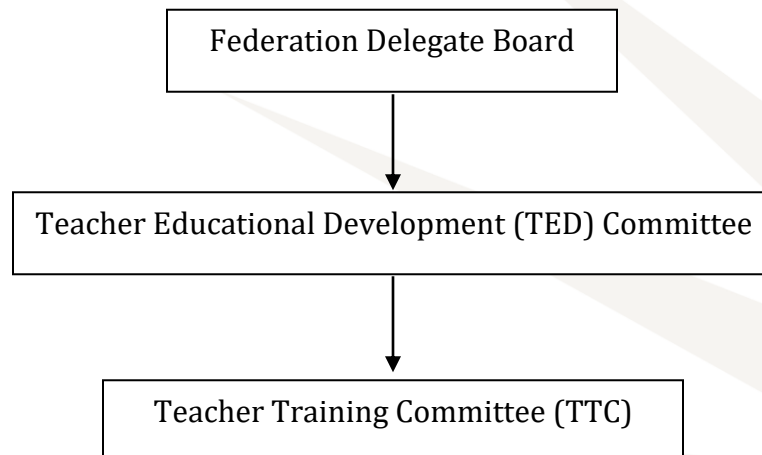 Federation Delegate Board
Teacher Educational Development (TED) Committee
Teacher Training Committee (TTC)